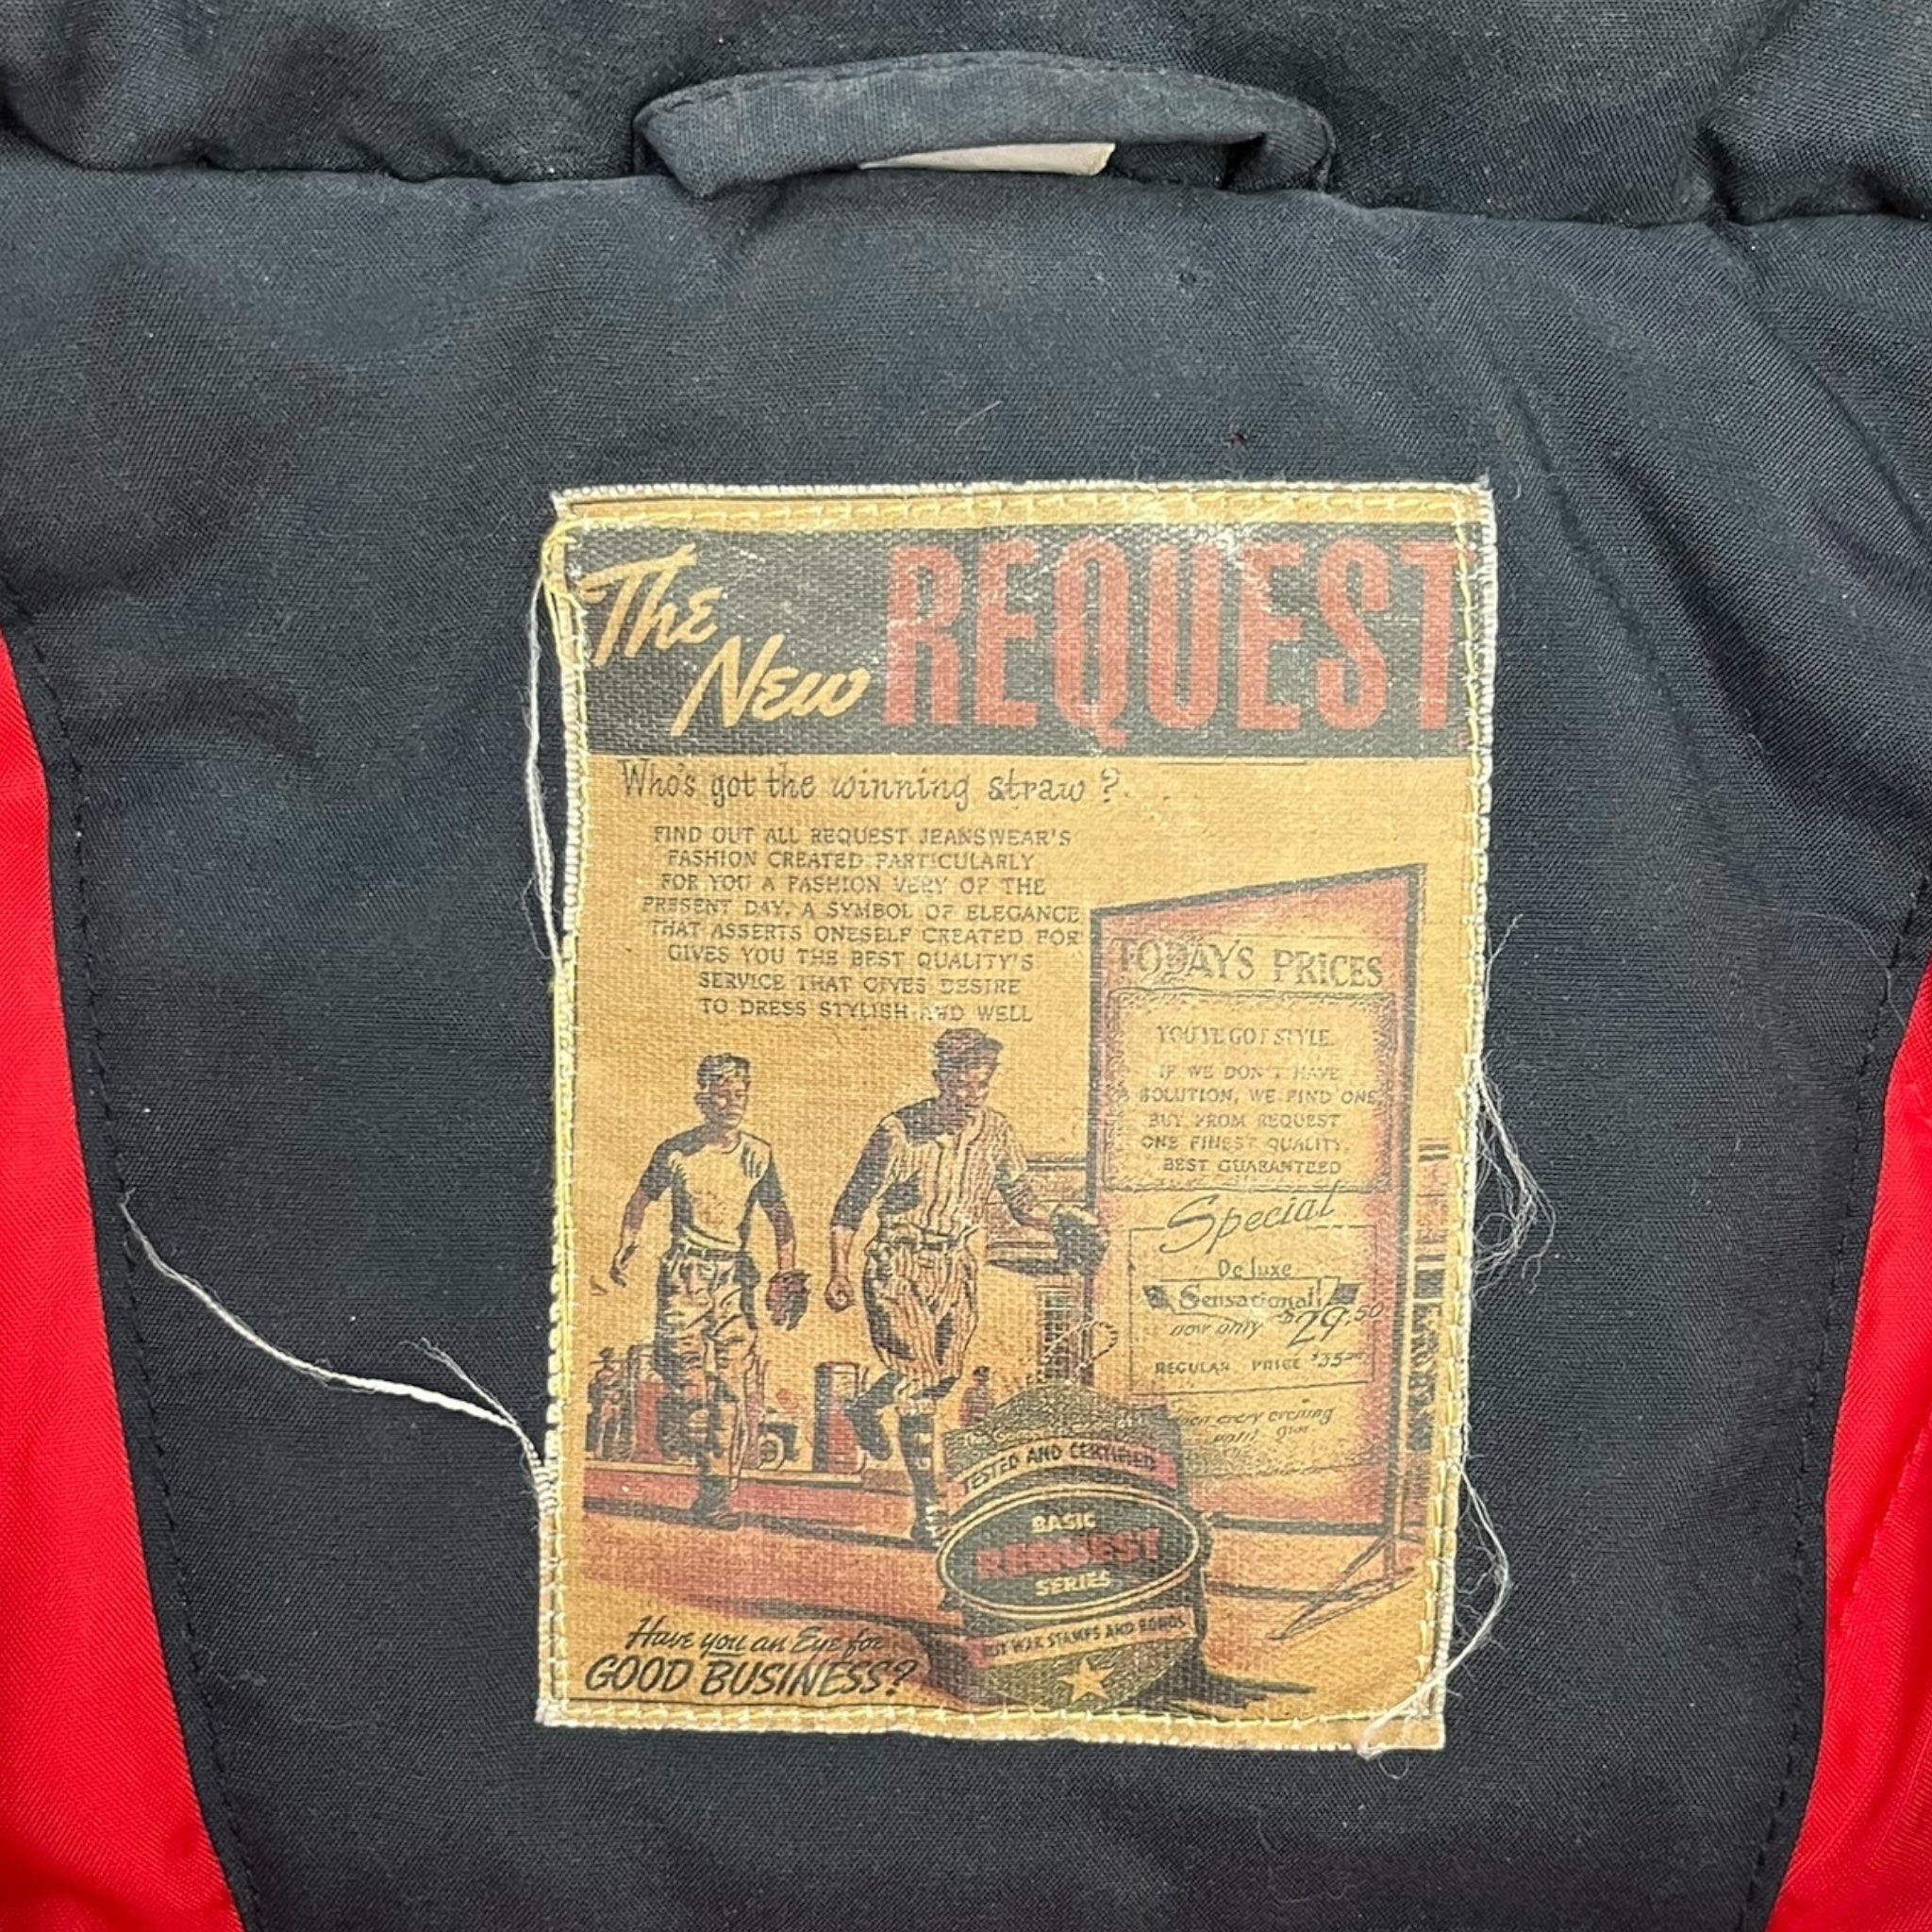 The
New REQUEST
Who's got the winning straw?
FIND OUT ALL REQUEST JEANSWEAR'S
FASHION CREATED PARTICULARLY
FOR YOU A FASHION VERY OF THE
PRESENT DAY, A SYMBOL OF ELEGANCE
THAT ASSERTS ONESELF CREATED FOR
GIVES YOU THE BEST QUALITY'S
SERVICE THAT GIVES DESIRE
TO DRESS STYLISH AND WELL
TODAY'S PRICES
YOU'VE GOT STYLE.
IF WE DON'T HAVE
A SOLUTION, WE FIND ONE
BUY FROM REQUEST
ONE FINEST QUALITY,
BEST GUARANTEED
Special
De luxe
Sensational!
now only $29.50
REGULAR PRICE $35
every evening
until
TESTED AND CERTIFIED
BASIC
REQUEST
SERIES
BUY WAR STAMPS AND BONDS
Have you an Eye for
GOOD BUSINESS?